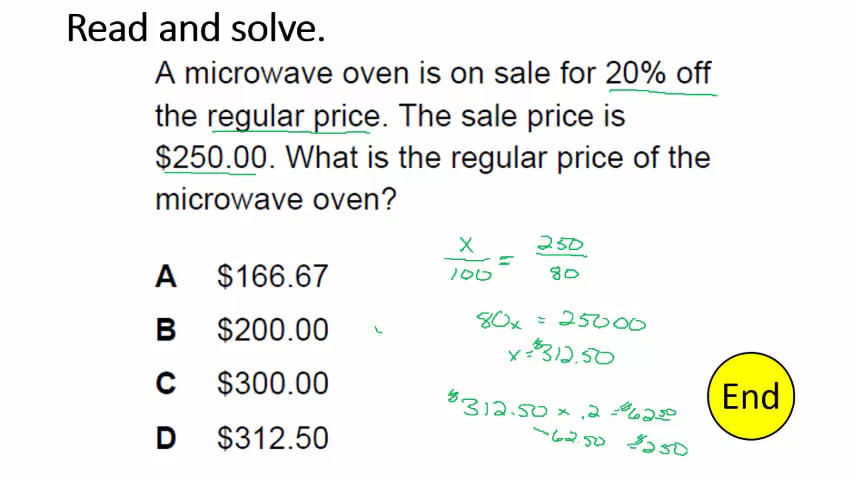 Read and solve.
A microwave oven is on sale for 20% off
the regular price. The sale price is
$250.00. What is the regular price of the
microwave oven?
A $166.67
B $200.00
C $300.00
D $312.50
x/100 = 250/80
80x = 25000
x = $312.50
$312.50 x .2 = $62.50
-62.50 = $250
End